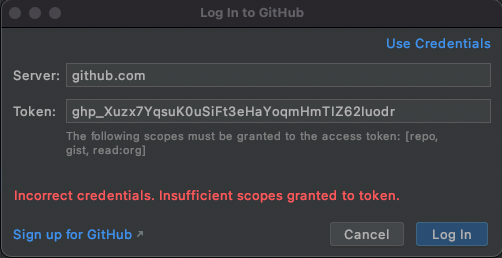 Log In to GitHub
Use Credentials
Server: github.com
Token: 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
The following scopes must be granted to the access token: [repo,
gist, read:org]
Incorrect credentials. Insufficient scopes granted to token.
Sign up for GitHub ↗ Cancel Log In